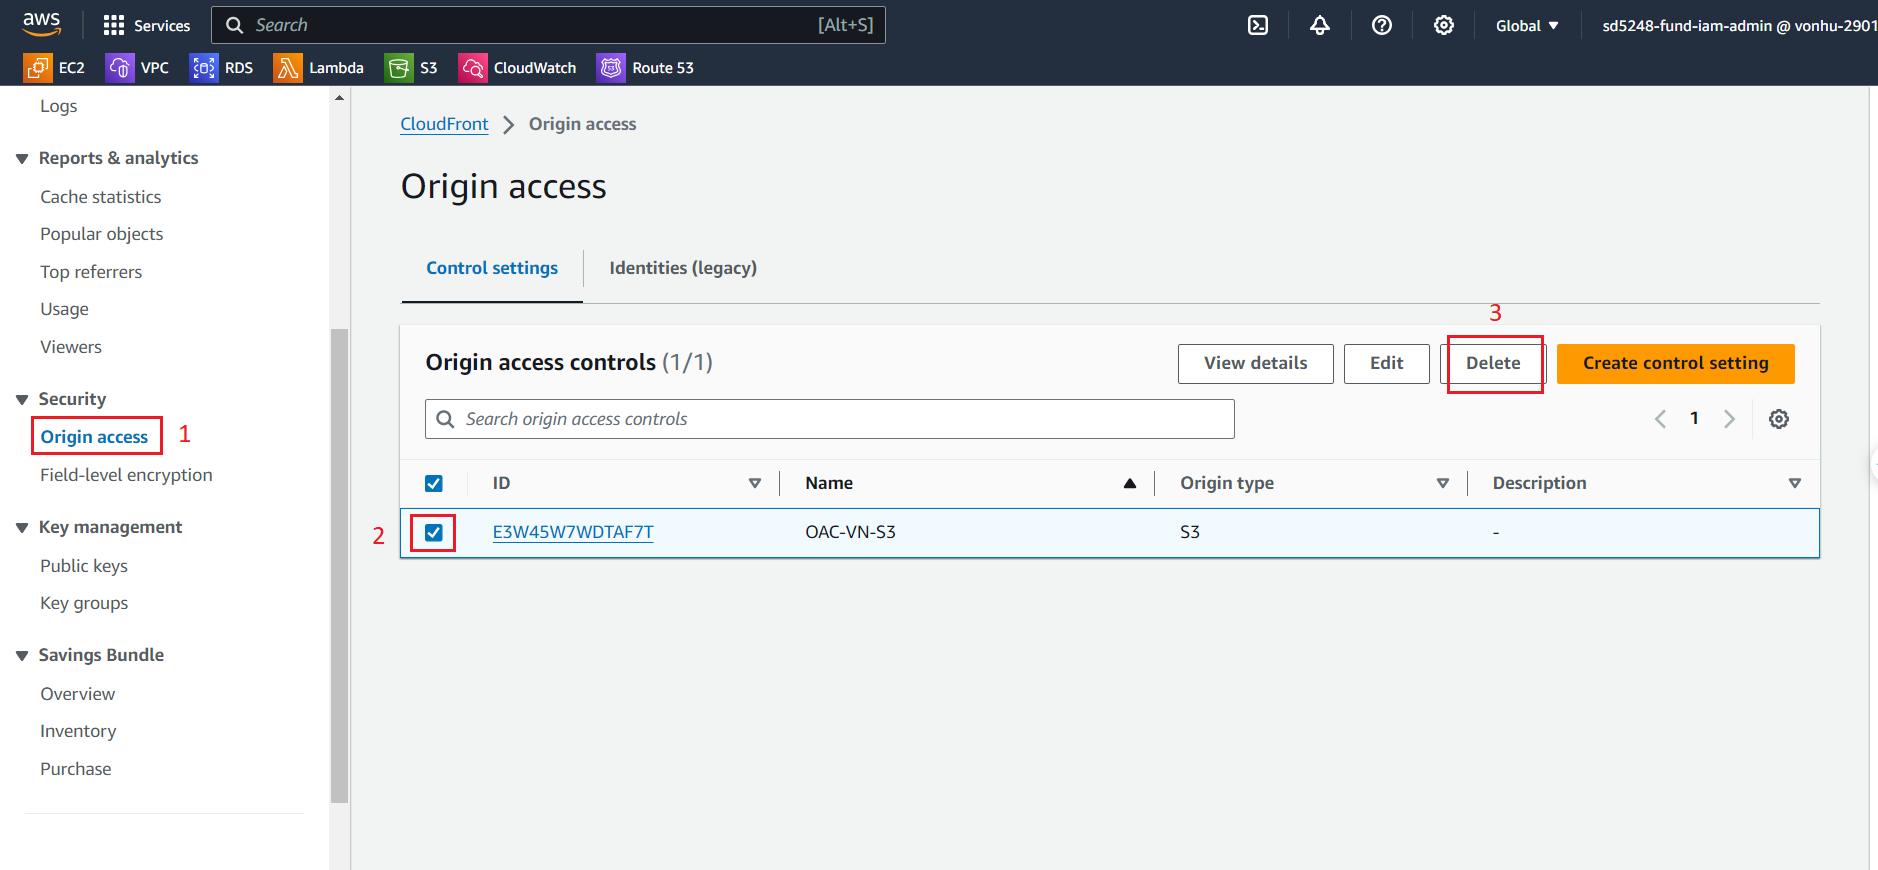 aws
Services
Search
[Alt+S]
Global
sd5248-fund-iam-admin @ vonhu-2901
EC2
VPC
RDS
Lambda
S3
CloudWatch
Route 53
Logs
Reports & analytics
Cache statistics
Popular objects
Top referrers
Usage
Viewers
Security
Origin access
1
Field-level encryption
Key management
Public keys
Key groups
Savings Bundle
Overview
Inventory
Purchase
CloudFront
Origin access
Origin access
Control settings
Identities (legacy)
3
Origin access controls (1/1)
View details
Edit
Delete
Create control setting
Search origin access controls
1
ID
Name
Origin type
Description
2
E3W45W7WDTAF7T
OAC-VN-S3
S3
-